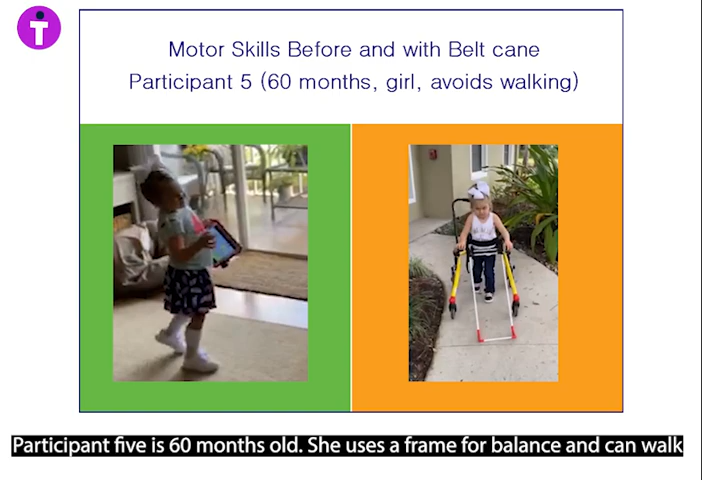 Motor Skills Before and with Belt cane
Participant 5 (60 months, girl, avoids walking)
Participant five is 60 months old. She uses a frame for balance and can walk